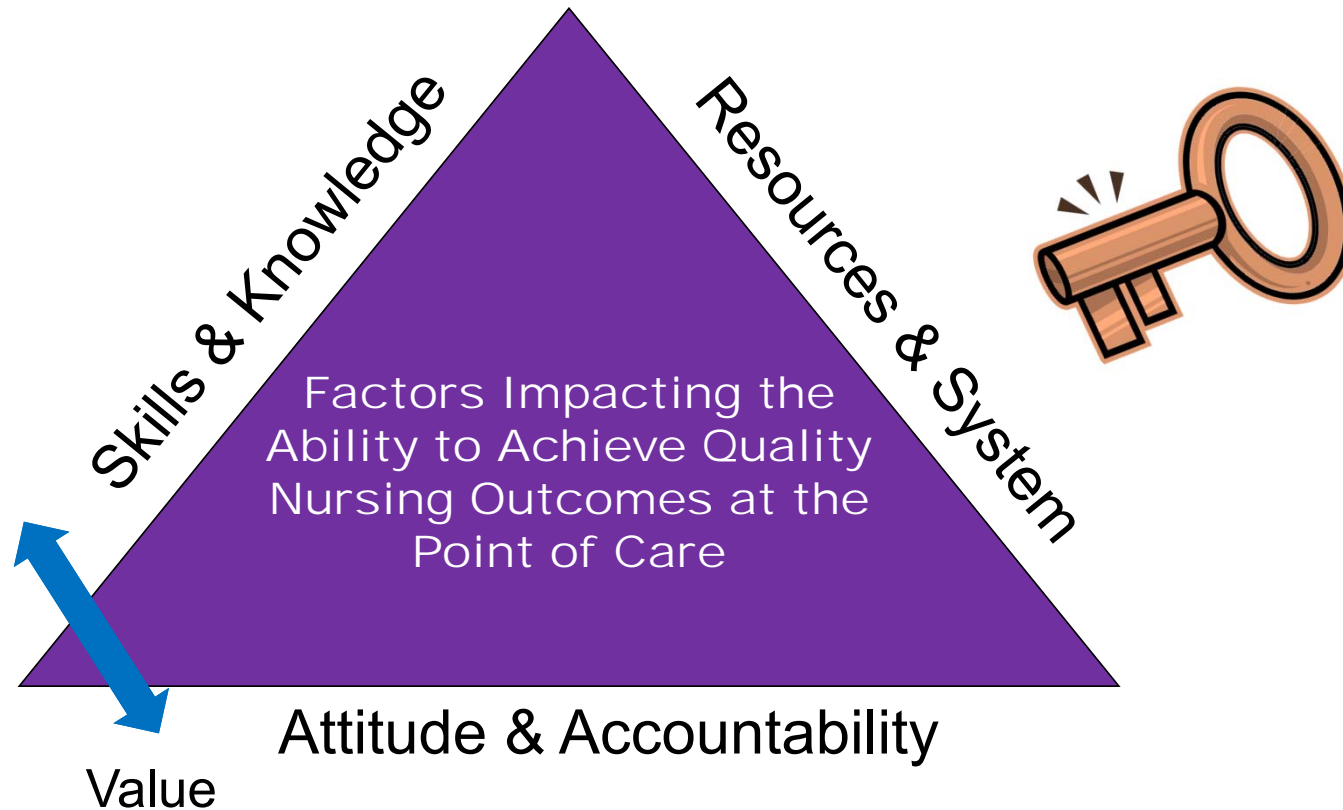 Skills & Knowledge
Resources & System
Factors Impacting the
Ability to Achieve Quality
Nursing Outcomes at the
Point of Care
Attitude & Accountability
Value